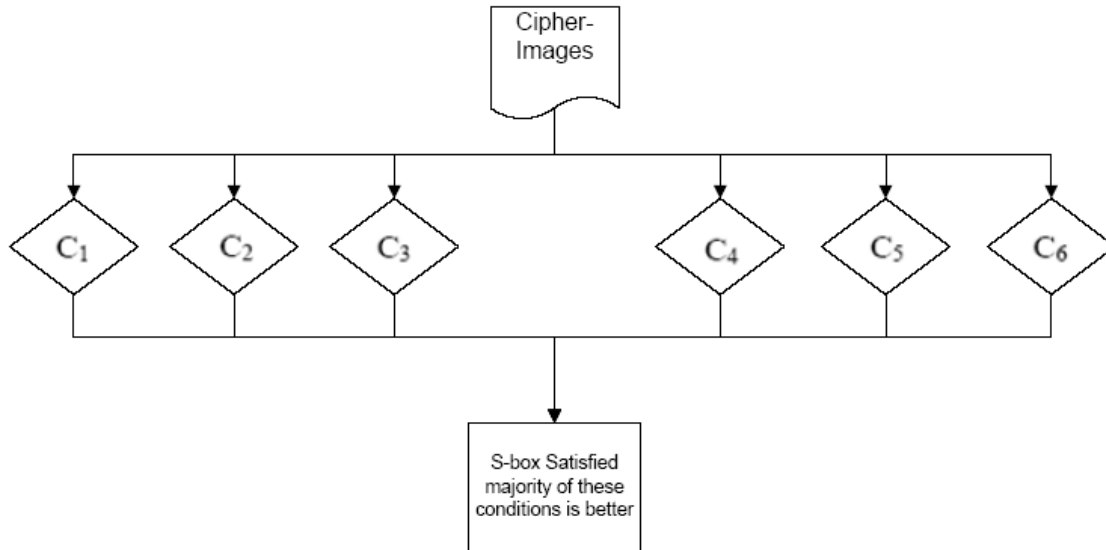 Cipher-
Images
C₁
C₂
C₃
C₄
C₅
C₆
S-box Satisfied
majority of these
conditions is better